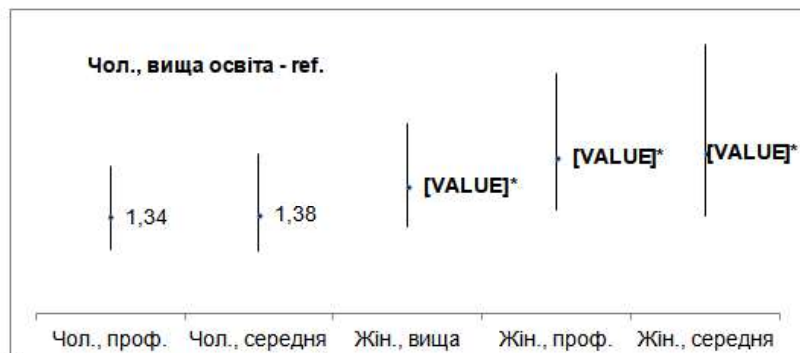 Чол., вища освіта - ref.
1,34
1,38
[VALUE]*
[VALUE]*
[VALUE]*
Чол., проф.
Чол., середня
Жін., вища
Жін., проф.
Жін., середня